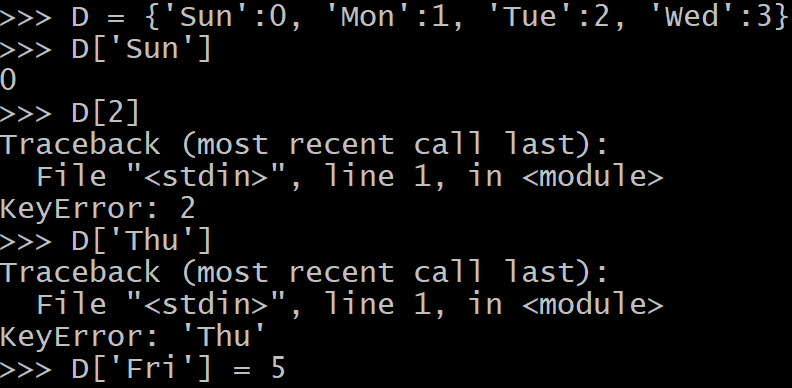 >>> D = {'Sun':0, 'Mon':1, 'Tue':2, 'Wed':3}
>>> D['Sun']
0
>>> D[2]
Traceback (most recent call last):
  File "<stdin>", line 1, in <module>
KeyError: 2
>>> D['Thu']
Traceback (most recent call last):
  File "<stdin>", line 1, in <module>
KeyError: 'Thu'
>>> D['Fri'] = 5